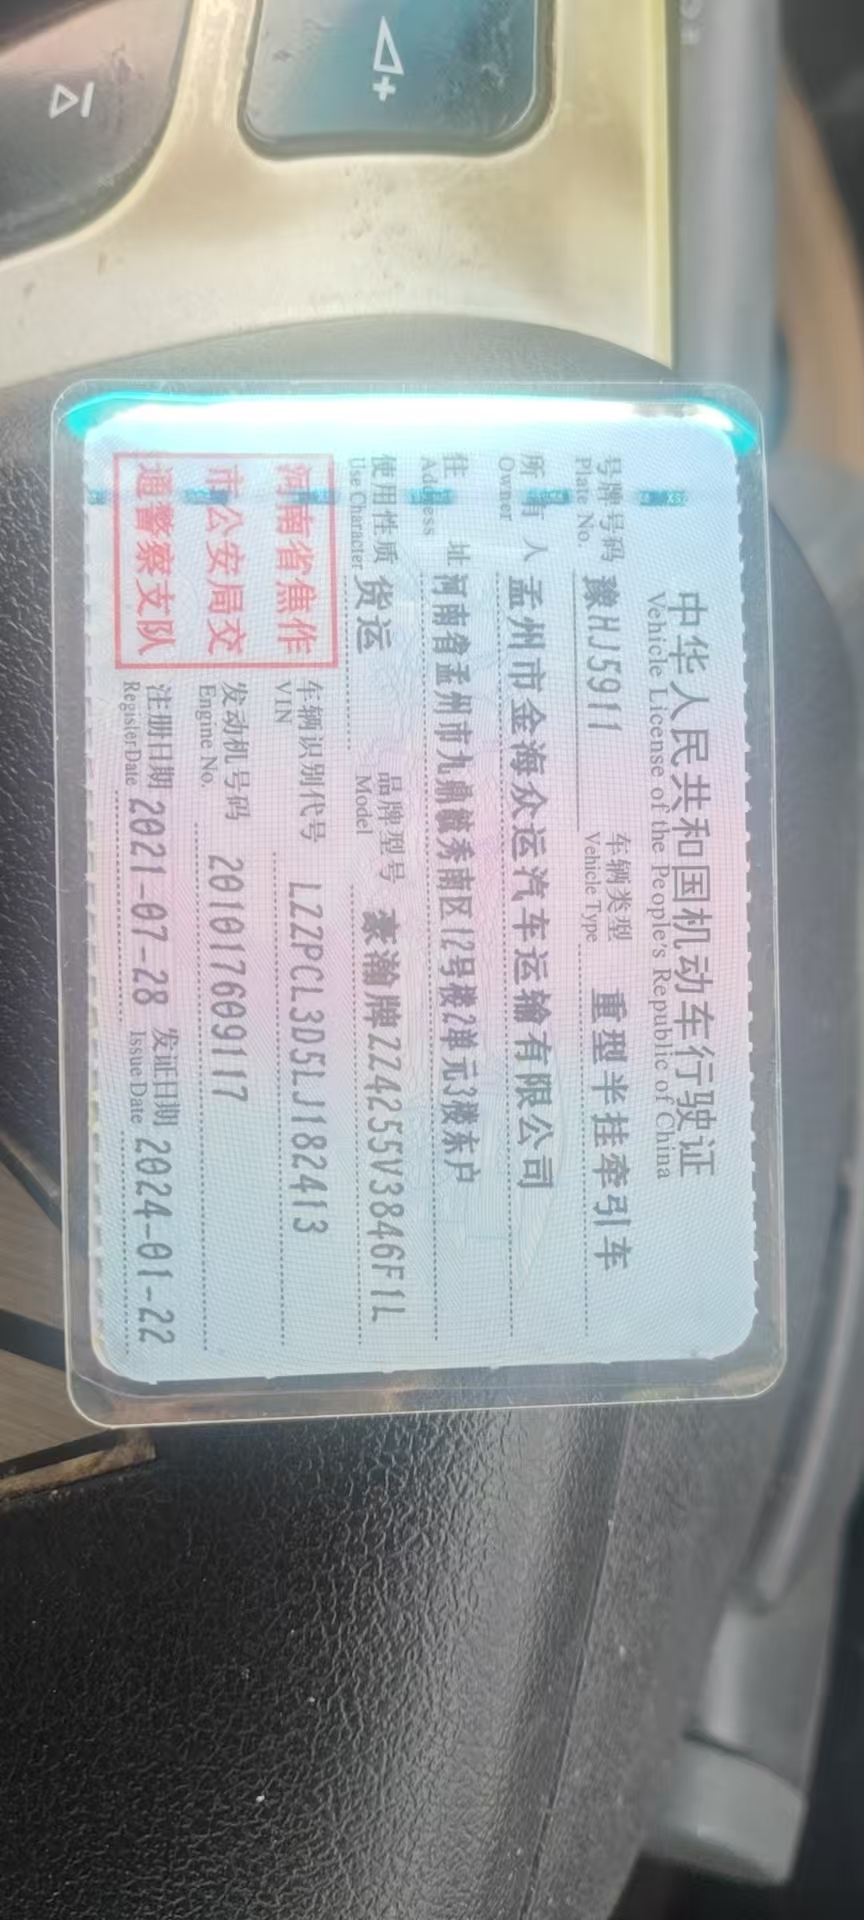 中华人民共和国机动车行驶证
Vehicle License of the People's Republic of China
号牌号码 豫HJ5911 车辆类型 重型半挂牵引车
Plate No. Vehicle Type
所有人 孟州市金海众运汽车运输有限公司
Owner
住址 河南省孟州市九鼎毓秀南区12号楼2单元3楼东户
Address
使用性质 货运 品牌型号 豪瀚牌ZZ4255V3846F1L
Use Character Model
河南省焦作
市公安局交
通警察支队
车辆识别代号 LZZPCL3D5LJ182413
VIN
发动机号码 201017609117
Engine No.
注册日期 2021-07-28 发证日期 2024-01-22
Register Date Issue Date